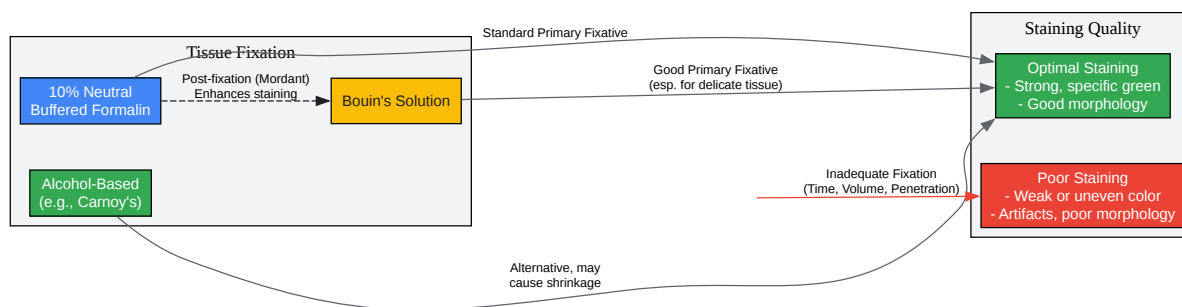 Tissue Fixation
10% Neutral
Buffered Formalin
Post-fixation (Mordant)
Enhances staining
Bouin's Solution
Alcohol-Based
(e.g., Carnoy's)
Standard Primary Fixative
Good Primary Fixative
(esp. for delicate tissue)
Inadequate Fixation
(Time, Volume, Penetration)
Alternative, may
cause shrinkage
Staining Quality
Optimal Staining
- Strong, specific green
- Good morphology
Poor Staining
- Weak or uneven color
- Artifacts, poor morphology